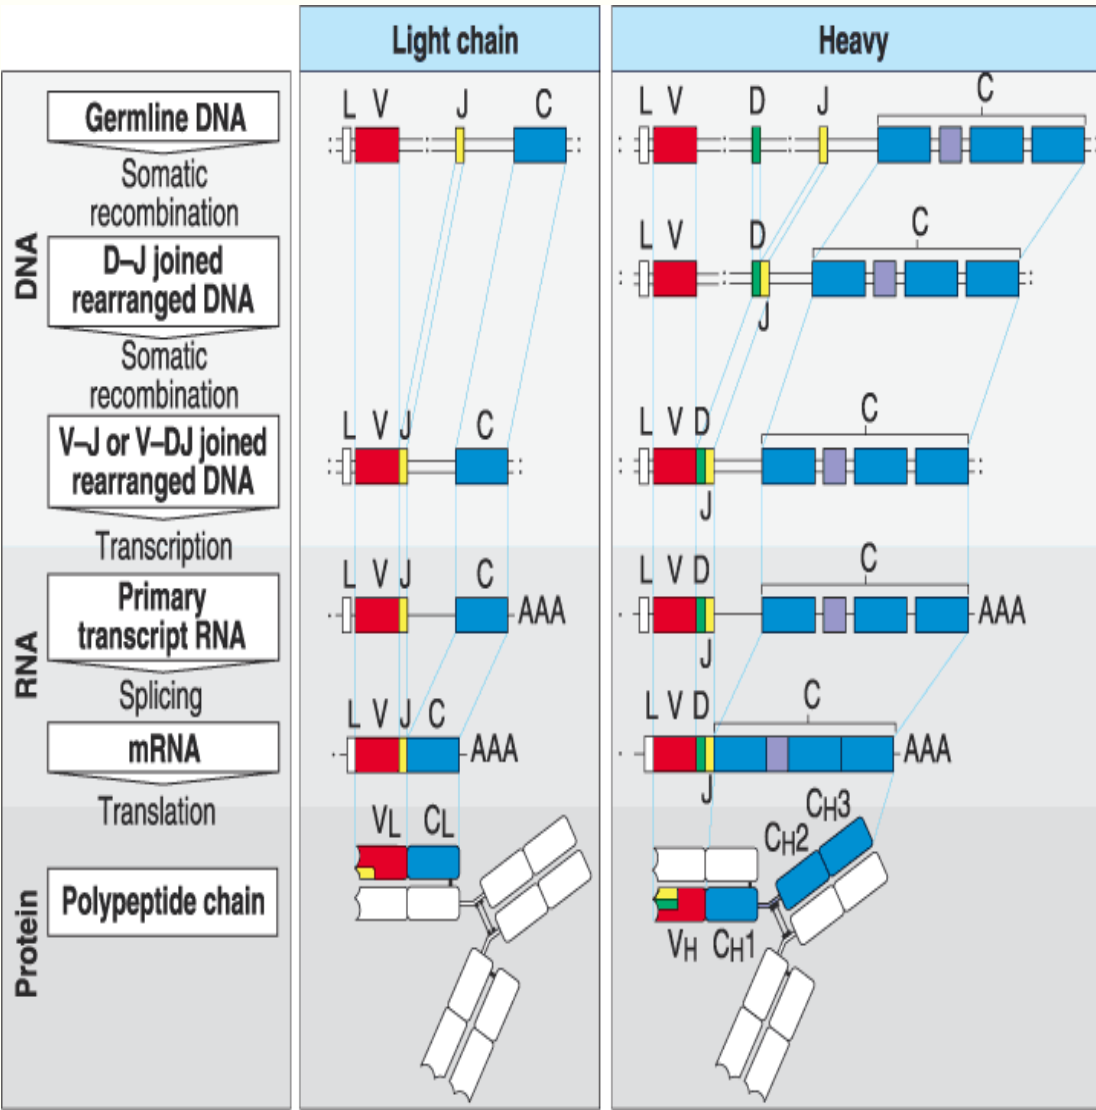 Light chain
Heavy
Germline DNA
L V J C
L V D J C
Somatic
recombination
DNA
D–J joined
rearranged DNA
L V D C
J
Somatic
recombination
V–J or V–DJ joined
rearranged DNA
L V J C
L V D C
J
Transcription
RNA
Primary
transcript RNA
L V J C
AAA
L V D C
J
AAA
Splicing
mRNA
L V J C
AAA
L V D C
J
AAA
Translation
Protein
Polypeptide chain
VL CL
CH2 CH3
VH CH1